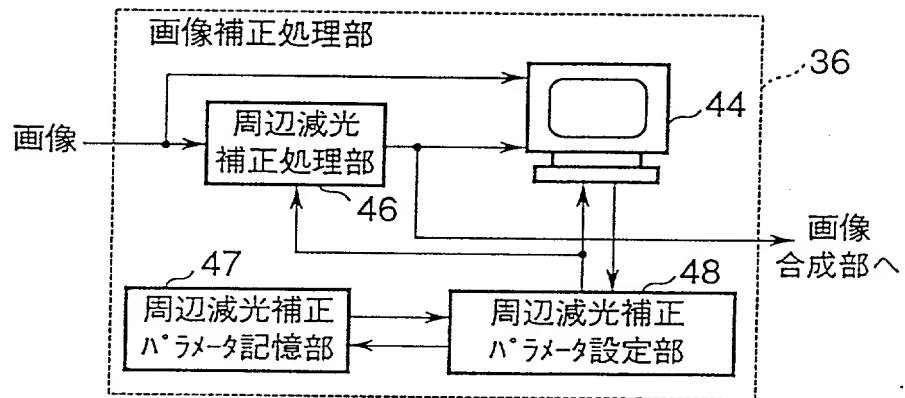 画像補正処理部
36
44
画像
周辺減光
補正処理部
46
画像
合成部へ
47
48
周辺減光補正
パラメータ記憶部
周辺減光補正
パラメータ設定部